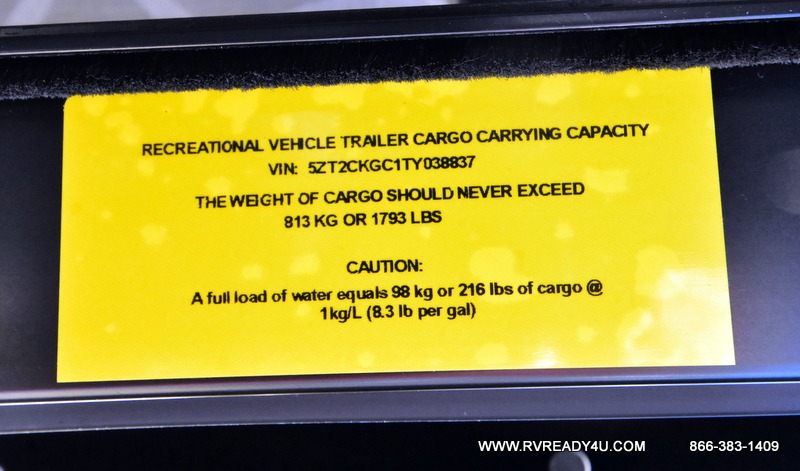 RECREATIONAL VEHICLE TRAILER CARGO CARRYING CAPACITY
VIN: 5ZT2CKGC1TY038837
THE WEIGHT OF CARGO SHOULD NEVER EXCEED
813 KG OR 1793 LBS
CAUTION:
A full load of water equals 98 kg or 216 lbs of cargo @
1kg/L (8.3 lb per gal)
WWW.RVREADY4U.COM 866-383-1409